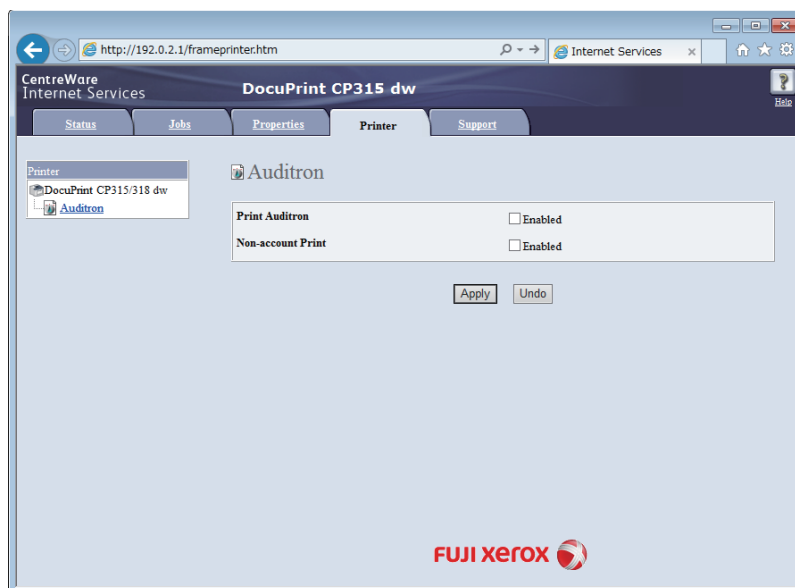 http://192.0.2.1/frameprinter.htm
Internet Services
CentreWare
Internet Services
DocuPrint CP315 dw
Help
Status
Jobs
Properties
Printer
Support
Printer
DocuPrint CP315/318 dw
Auditron
Auditron
Print Auditron
Enabled
Non-account Print
Enabled
Apply
Undo
FUJI xerox